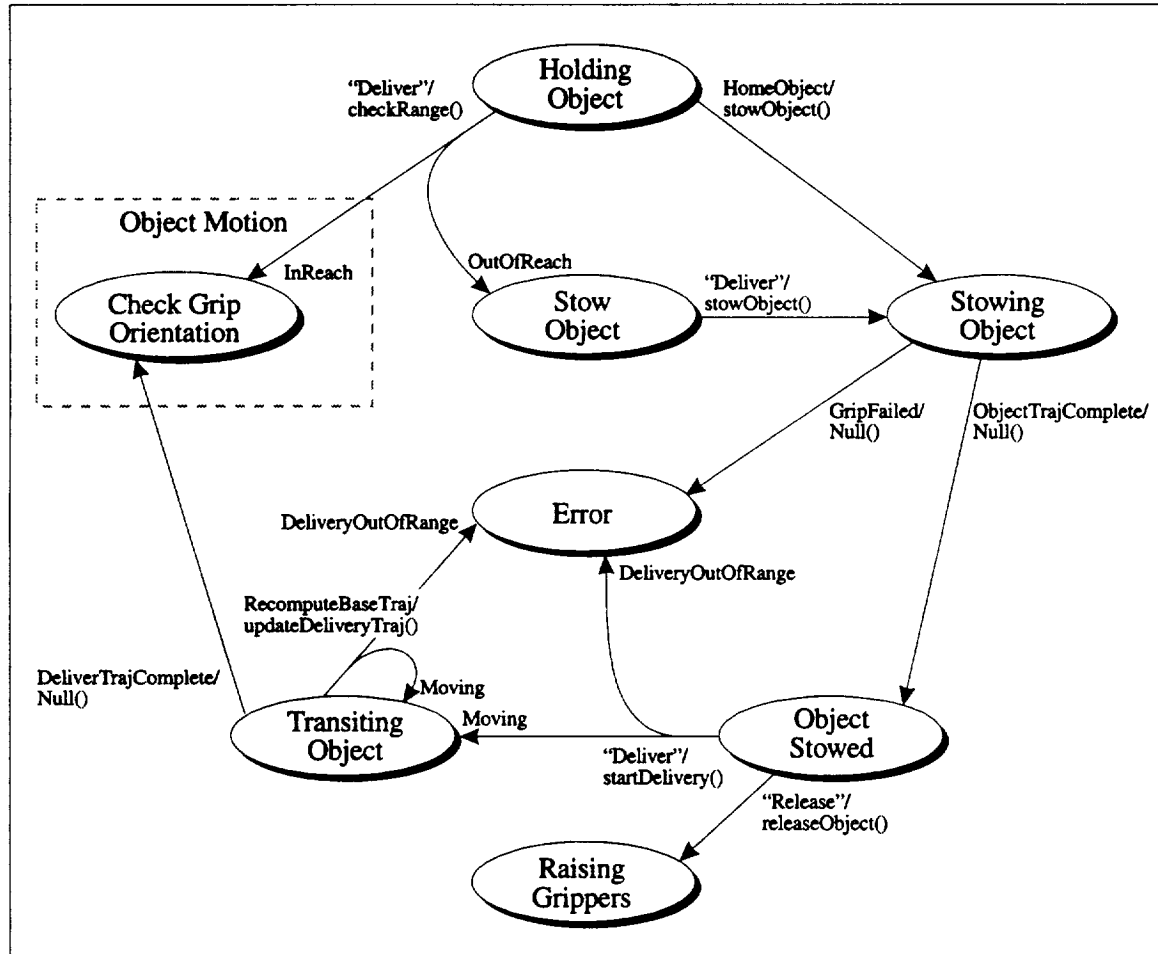 Holding
Object
“Deliver”/
checkRange()
HomeObject/
stowObject()
Object Motion
InReach
OutOfReach
Check Grip
Orientation
Stow
Object
“Deliver”/
stowObject()
Stowing
Object
GripFailed/
Null()
ObjectTrajComplete/
Null()
Error
DeliveryOutOfRange
DeliveryOutOfRange
RecomputeBaseTraj/
updateDeliveryTraj()
DeliverTrajComplete/
Null()
Moving
Moving
Transiting
Object
“Deliver”/
startDelivery()
Object
Stowed
“Release”/
releaseObject()
Raising
Grippers